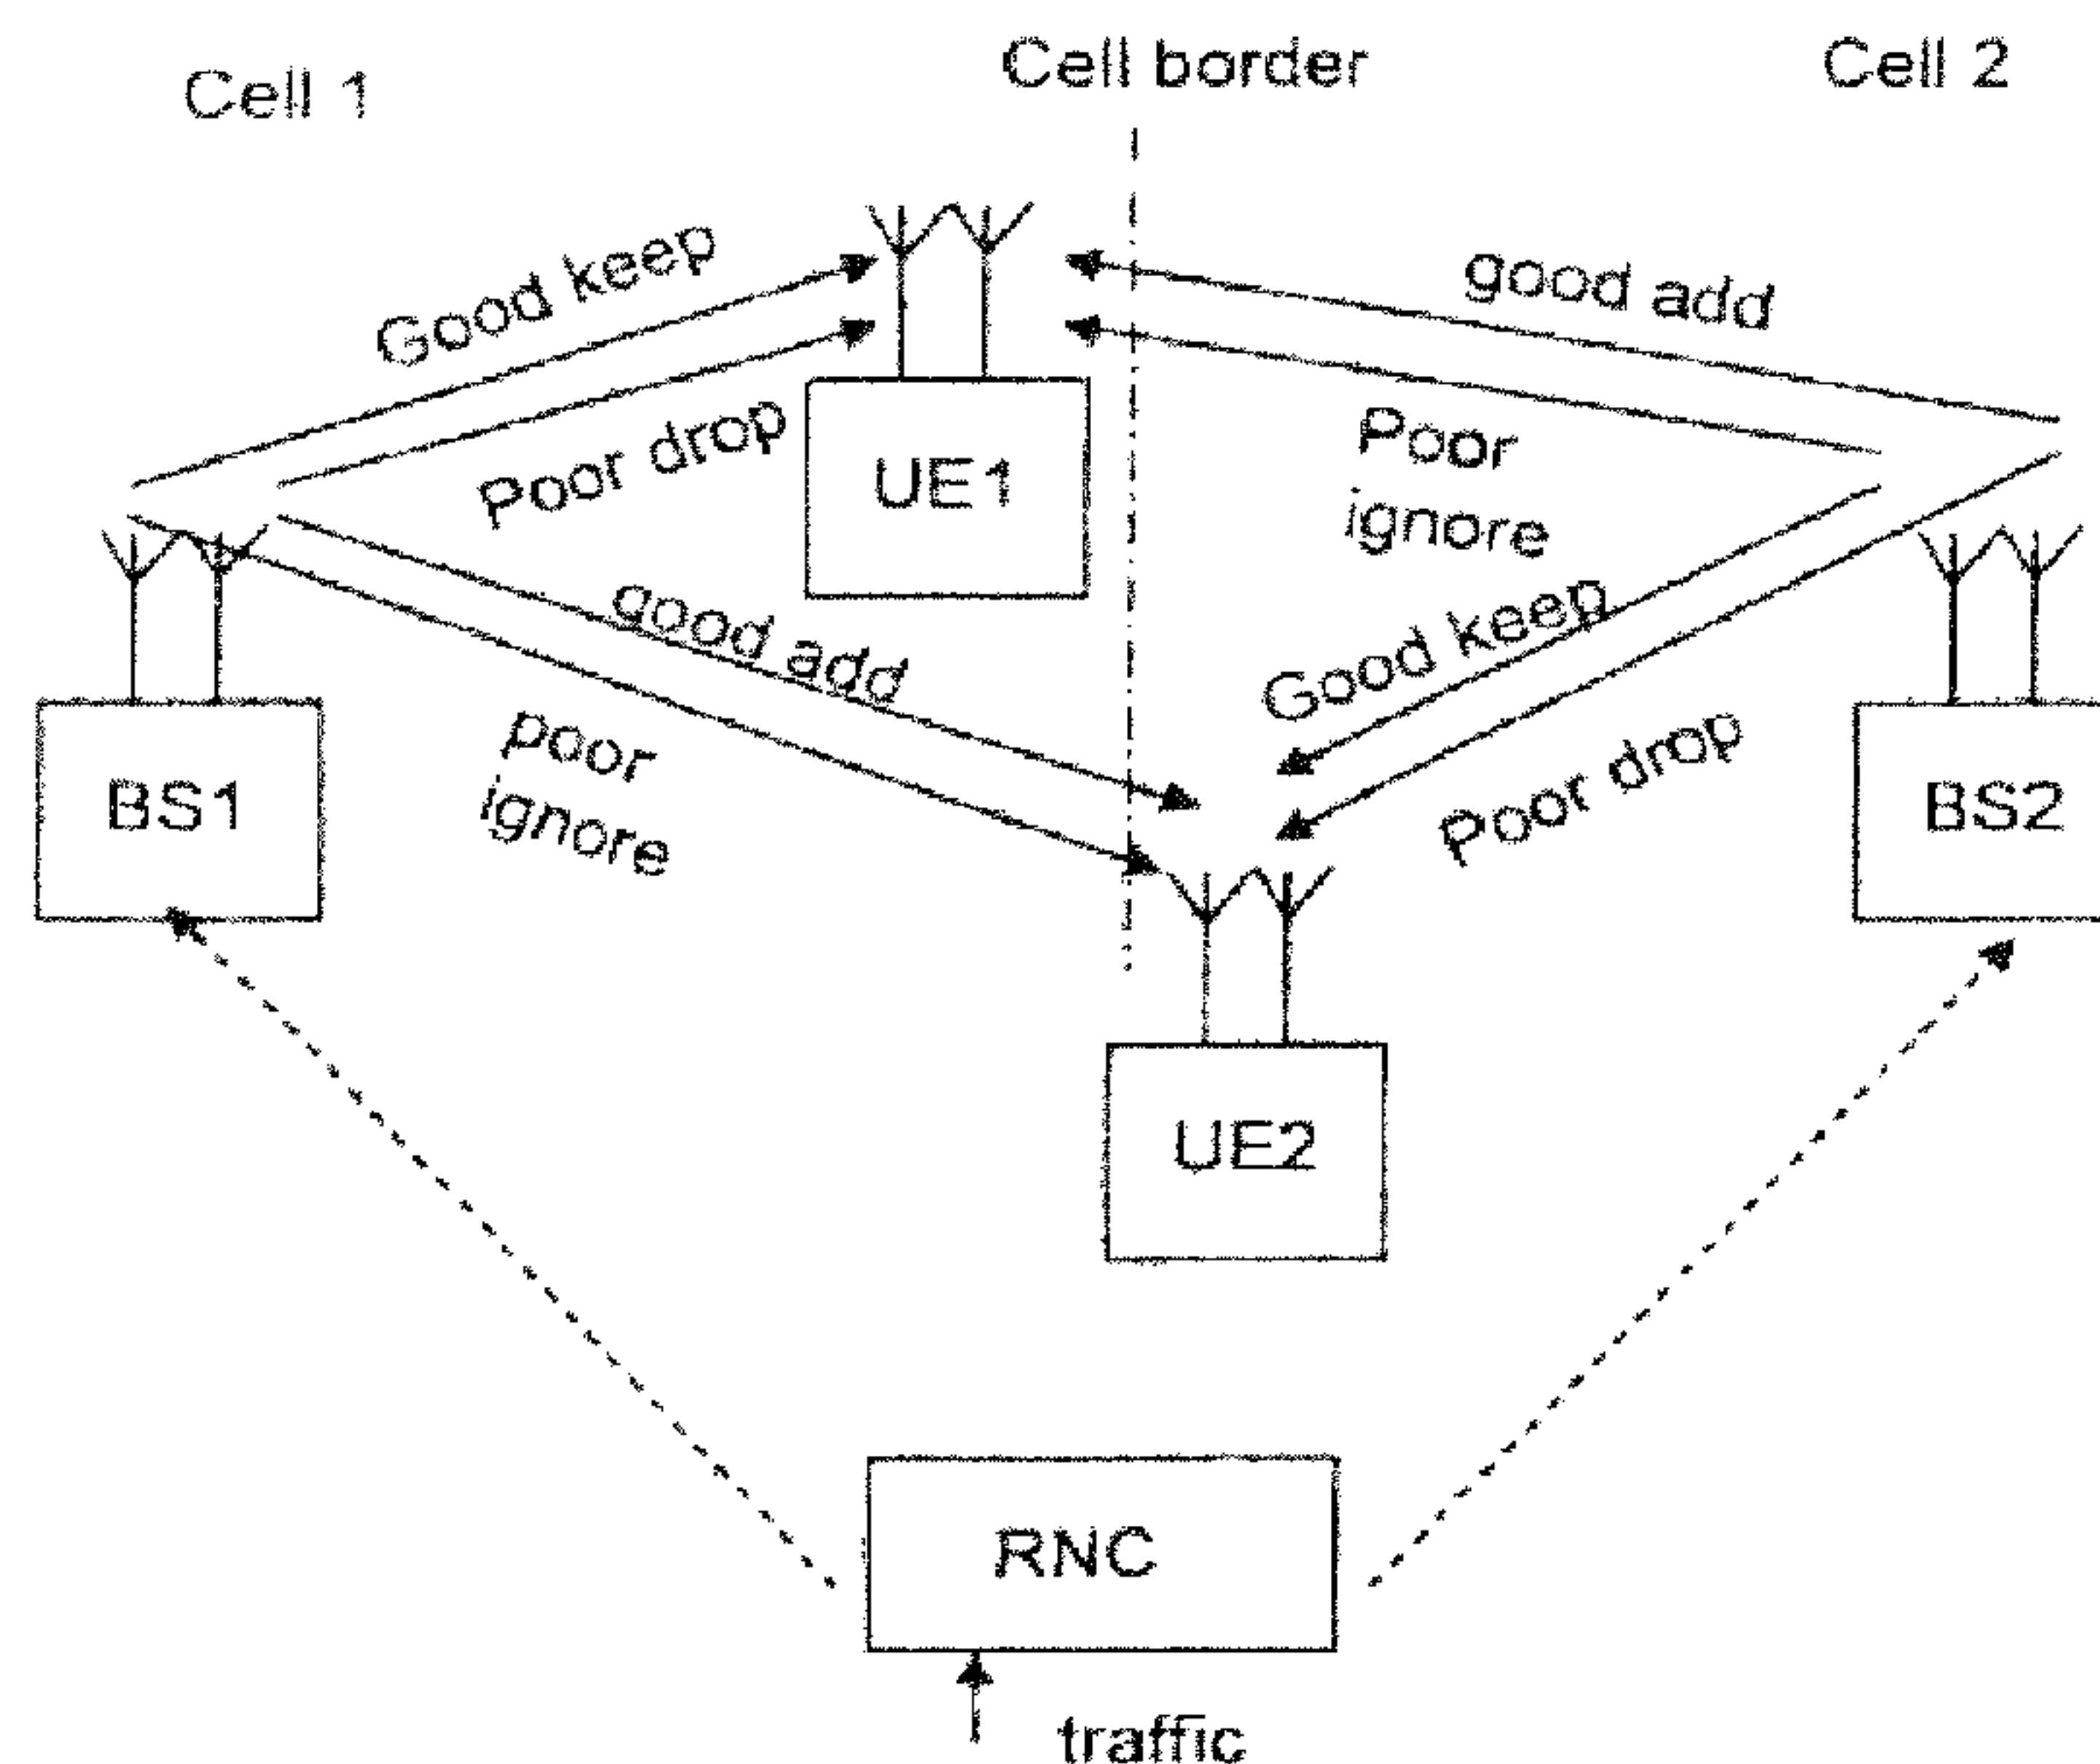 Cell 1
Cell border
Cell 2
Good keep
good add
Poor drop
UE1
Poor
ignore
good add
Good keep
poor
ignore
BS1
Poor drop
BS2
UE2
RNC
traffic